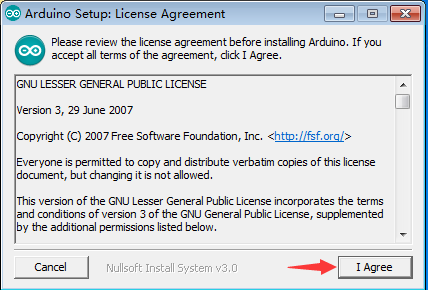 Arduino Setup: License Agreement
Please review the license agreement before installing Arduino. If you
accept all terms of the agreement, click I Agree.
GNU LESSER GENERAL PUBLIC LICENSE
Version 3, 29 June 2007
Copyright (C) 2007 Free Software Foundation, Inc. <http://fsf.org/>
Everyone is permitted to copy and distribute verbatim copies of this license
document, but changing it is not allowed.
This version of the GNU Lesser General Public License incorporates the terms
and conditions of version 3 of the GNU General Public License, supplemented
by the additional permissions listed below.
Cancel
Nullsoft Install System v3.0
I Agree